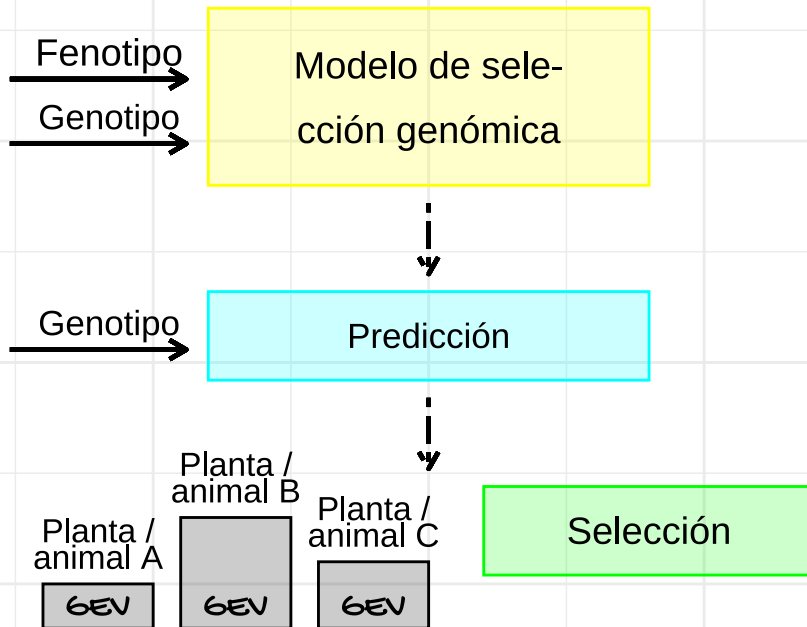 Fenotipo
Modelo de sele-
Genotipo
cción genómica
Genotipo
Predicción
Planta /
animal B
Planta /
animal C
Planta /
animal A
Selección
GEV
GEV
GEV